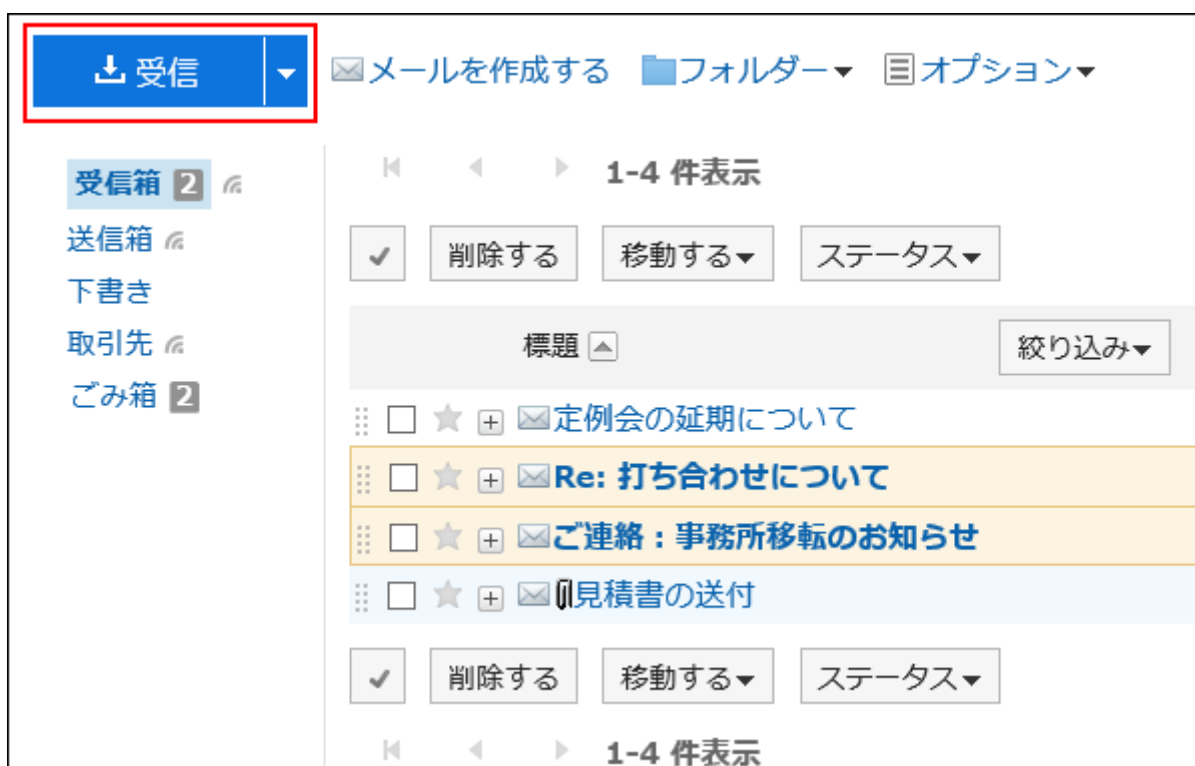 受信 メールを作成する フォルダー オプション
受信箱 2
送信箱
下書き
取引先
ごみ箱 2
1-4 件表示
削除する 移動する ステータス
標題 絞り込み
定例会の延期について
Re: 打ち合わせについて
ご連絡：事務所移転のお知らせ
見積書の送付
削除する 移動する ステータス
1-4 件表示